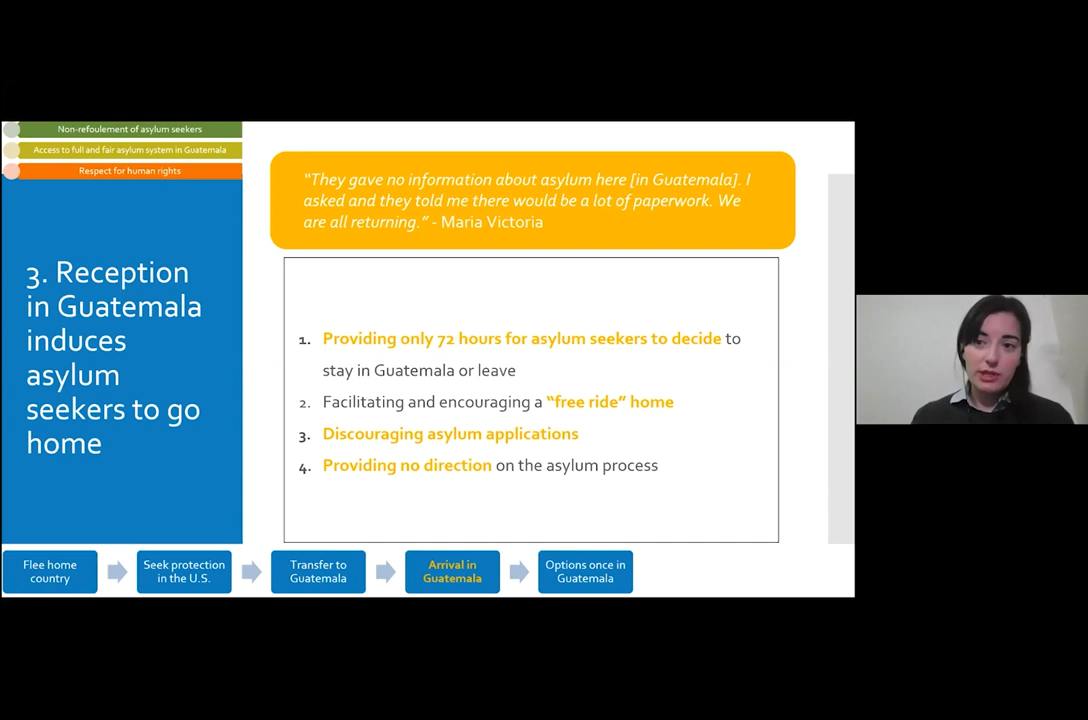 Non-refoulement of asylum seekers
Access to full and fair asylum system in Guatemala
Respect for human rights
3. Reception
in Guatemala
induces
asylum
seekers to go
home
“They gave no information about asylum here [in Guatemala]. I
asked and they told me there would be a lot of paperwork. We
are all returning.” - Maria Victoria
1. Providing only 72 hours for asylum seekers to decide to
stay in Guatemala or leave
2. Facilitating and encouraging a “free ride” home
3. Discouraging asylum applications
4. Providing no direction on the asylum process
Flee home
country
Seek protection
in the U.S.
Transfer to
Guatemala
Arrival in
Guatemala
Options once in
Guatemala